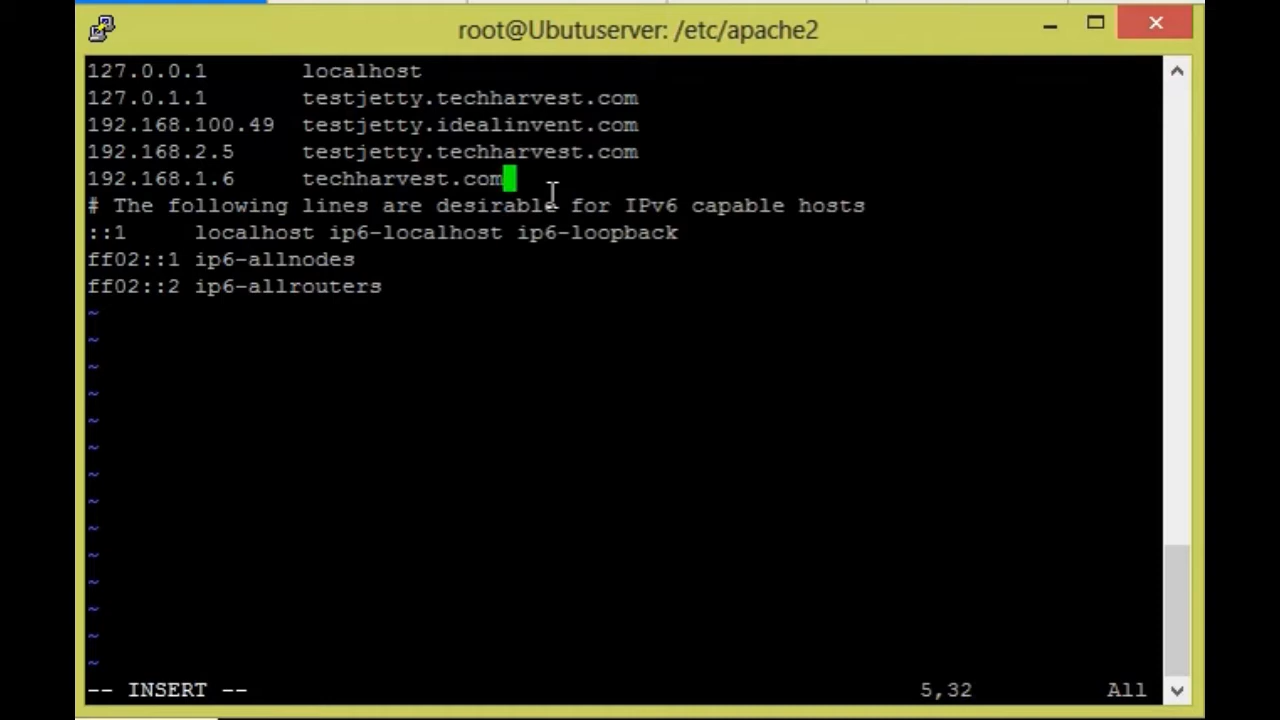 root@Ubutuserver: /etc/apache2
127.0.0.1 localhost
127.0.1.1 testjetty.techharvest.com
192.168.100.49 testjetty.idealinvent.com
192.168.2.5 testjetty.techharvest.com
192.168.1.6 techharvest.com
# The following lines are desirable for IPv6 capable hosts
::1 localhost ip6-localhost ip6-loopback
ff02::1 ip6-allnodes
ff02::2 ip6-allrouters
~
~
~
~
~
~
~
~
~
~
~
~
~
~
-- INSERT -- 5,32 All